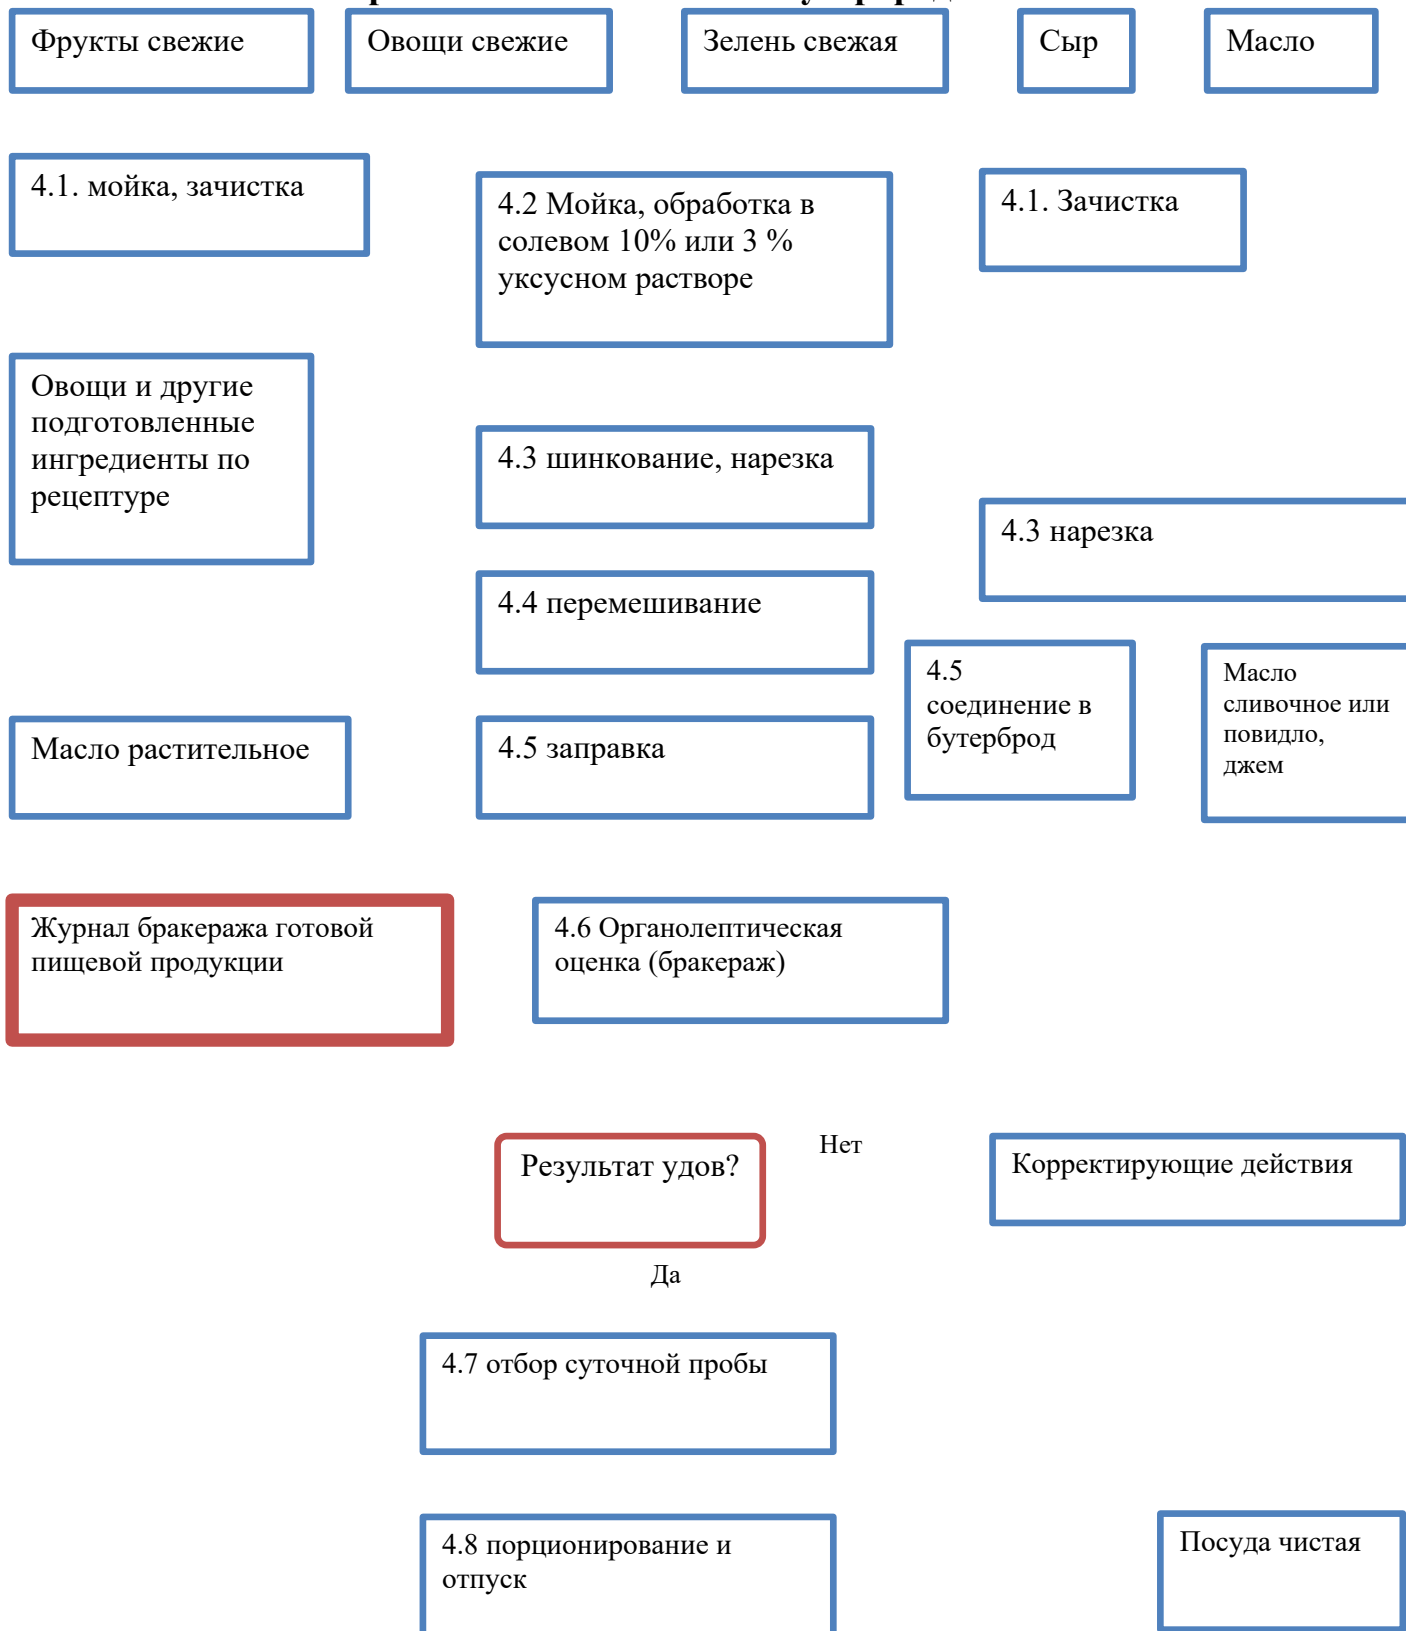 Фрукты свежие
Овощи свежие
Зелень свежая
Сыр
Масло
4.1. мойка, зачистка
4.2 Мойка, обработка в
солевом 10% или 3 %
уксусном растворе
4.1. Зачистка
Овощи и другие
подготовленные
ингредиенты по
рецептуре
4.3 шинкование, нарезка
4.3 нарезка
4.4 перемешивание
4.5
соединение в
бутерброд
Масло
сливочное или
повидло,
джем
Масло растительное
4.5 заправка
Журнал бракеража готовой
пищевой продукции
4.6 Органолептическая
оценка (бракераж)
Результат удов?
Нет
Корректирующие действия
Да
4.7 отбор суточной пробы
4.8 порционирование и
отпуск
Посуда чистая